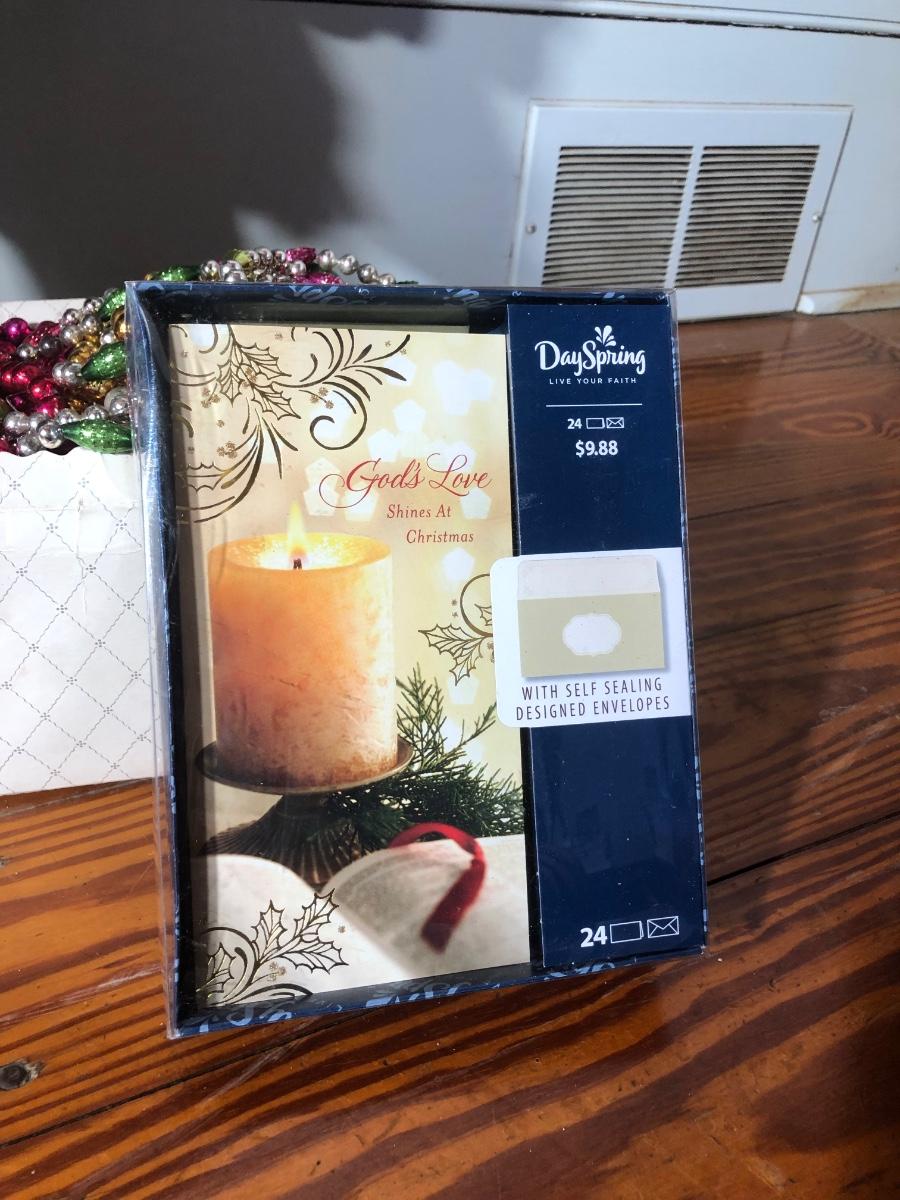 DaySpring
LIVE YOUR FAITH
24
$9.88
God's Love
Shines At
Christmas
WITH SELF SEALING
DESIGNED ENVELOPES
24